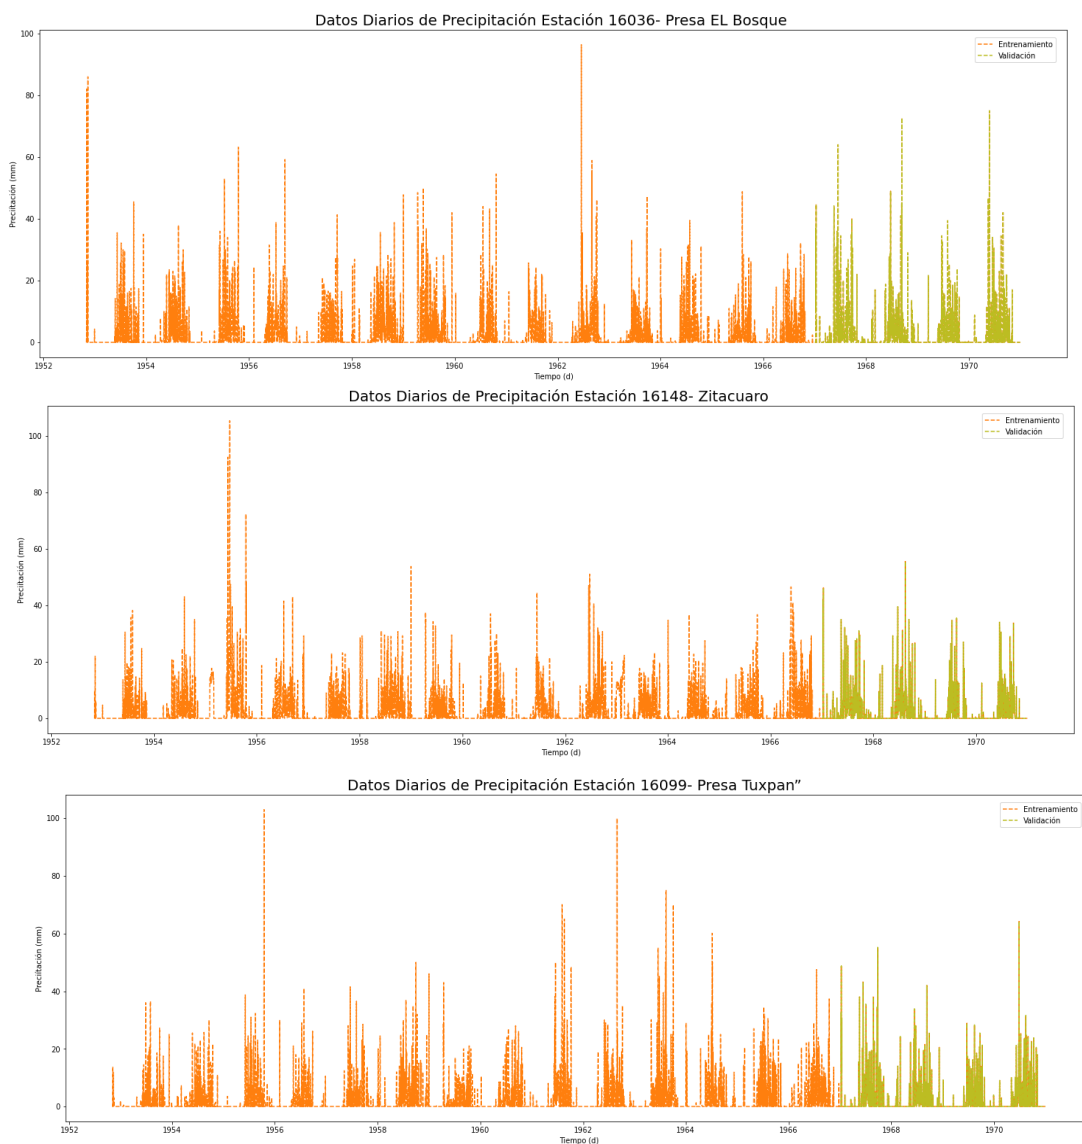 Datos Diarios de Precipitación Estación 16036- Presa EL Bosque
Entrenamiento
Validación
100
80
60
40
20
0
Preciitación (mm)
1952 1954 1956 1958 1960 1962 1964 1966 1968 1970
Tiempo (d)
Datos Diarios de Precipitación Estación 16148- Zitacuaro
Entrenamiento
Validación
100
80
60
40
20
0
Preciitación (mm)
1952 1954 1956 1958 1960 1962 1964 1966 1968 1970
Tiempo (d)
Datos Diarios de Precipitación Estación 16099- Presa Tuxpan”
Entrenamiento
Validación
100
80
60
40
20
0
Preciitación (mm)
1952 1954 1956 1958 1960 1962 1964 1966 1968 1970
Tiempo (d)